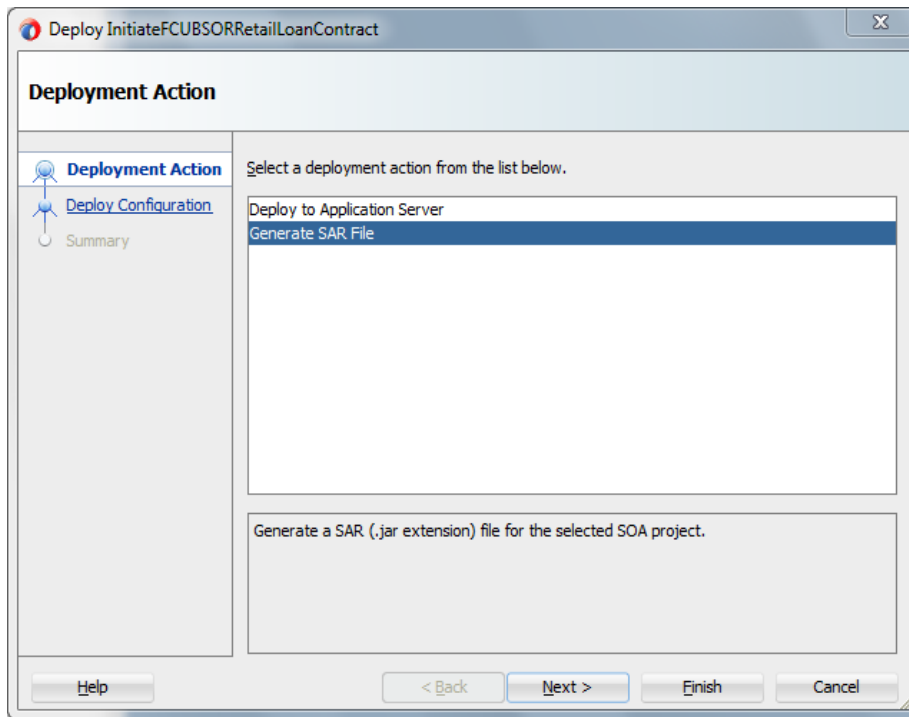 Deploy InitiateFCUBSORRetailLoanContract
Deployment Action
Deployment Action
Deploy Configuration
Summary
Select a deployment action from the list below.
Deploy to Application Server
Generate SAR File
Generate a SAR (.jar extension) file for the selected SOA project.
Help
< Back
Next >
Finish
Cancel